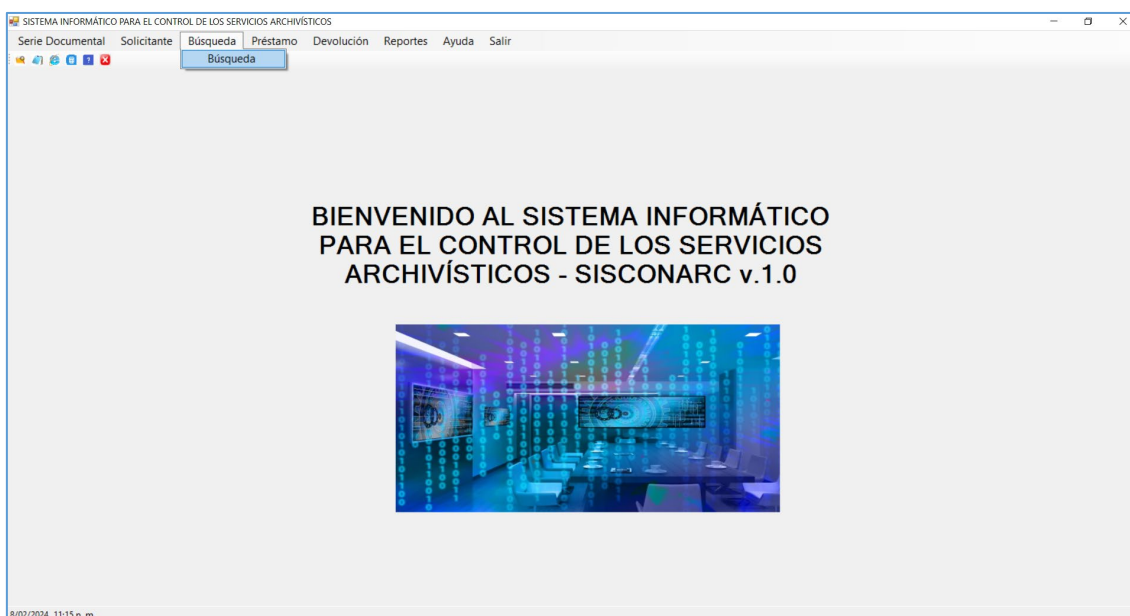 SISTEMA INFORMÁTICO PARA EL CONTROL DE LOS SERVICIOS ARCHIVÍSTICOS
Serie Documental Solicitante Búsqueda Préstamo Devolución Reportes Ayuda Salir
Búsqueda
BIENVENIDO AL SISTEMA INFORMÁTICO
PARA EL CONTROL DE LOS SERVICIOS
ARCHIVÍSTICOS - SISCONARC v.1.0
8/02/2024 11:15 p. m.